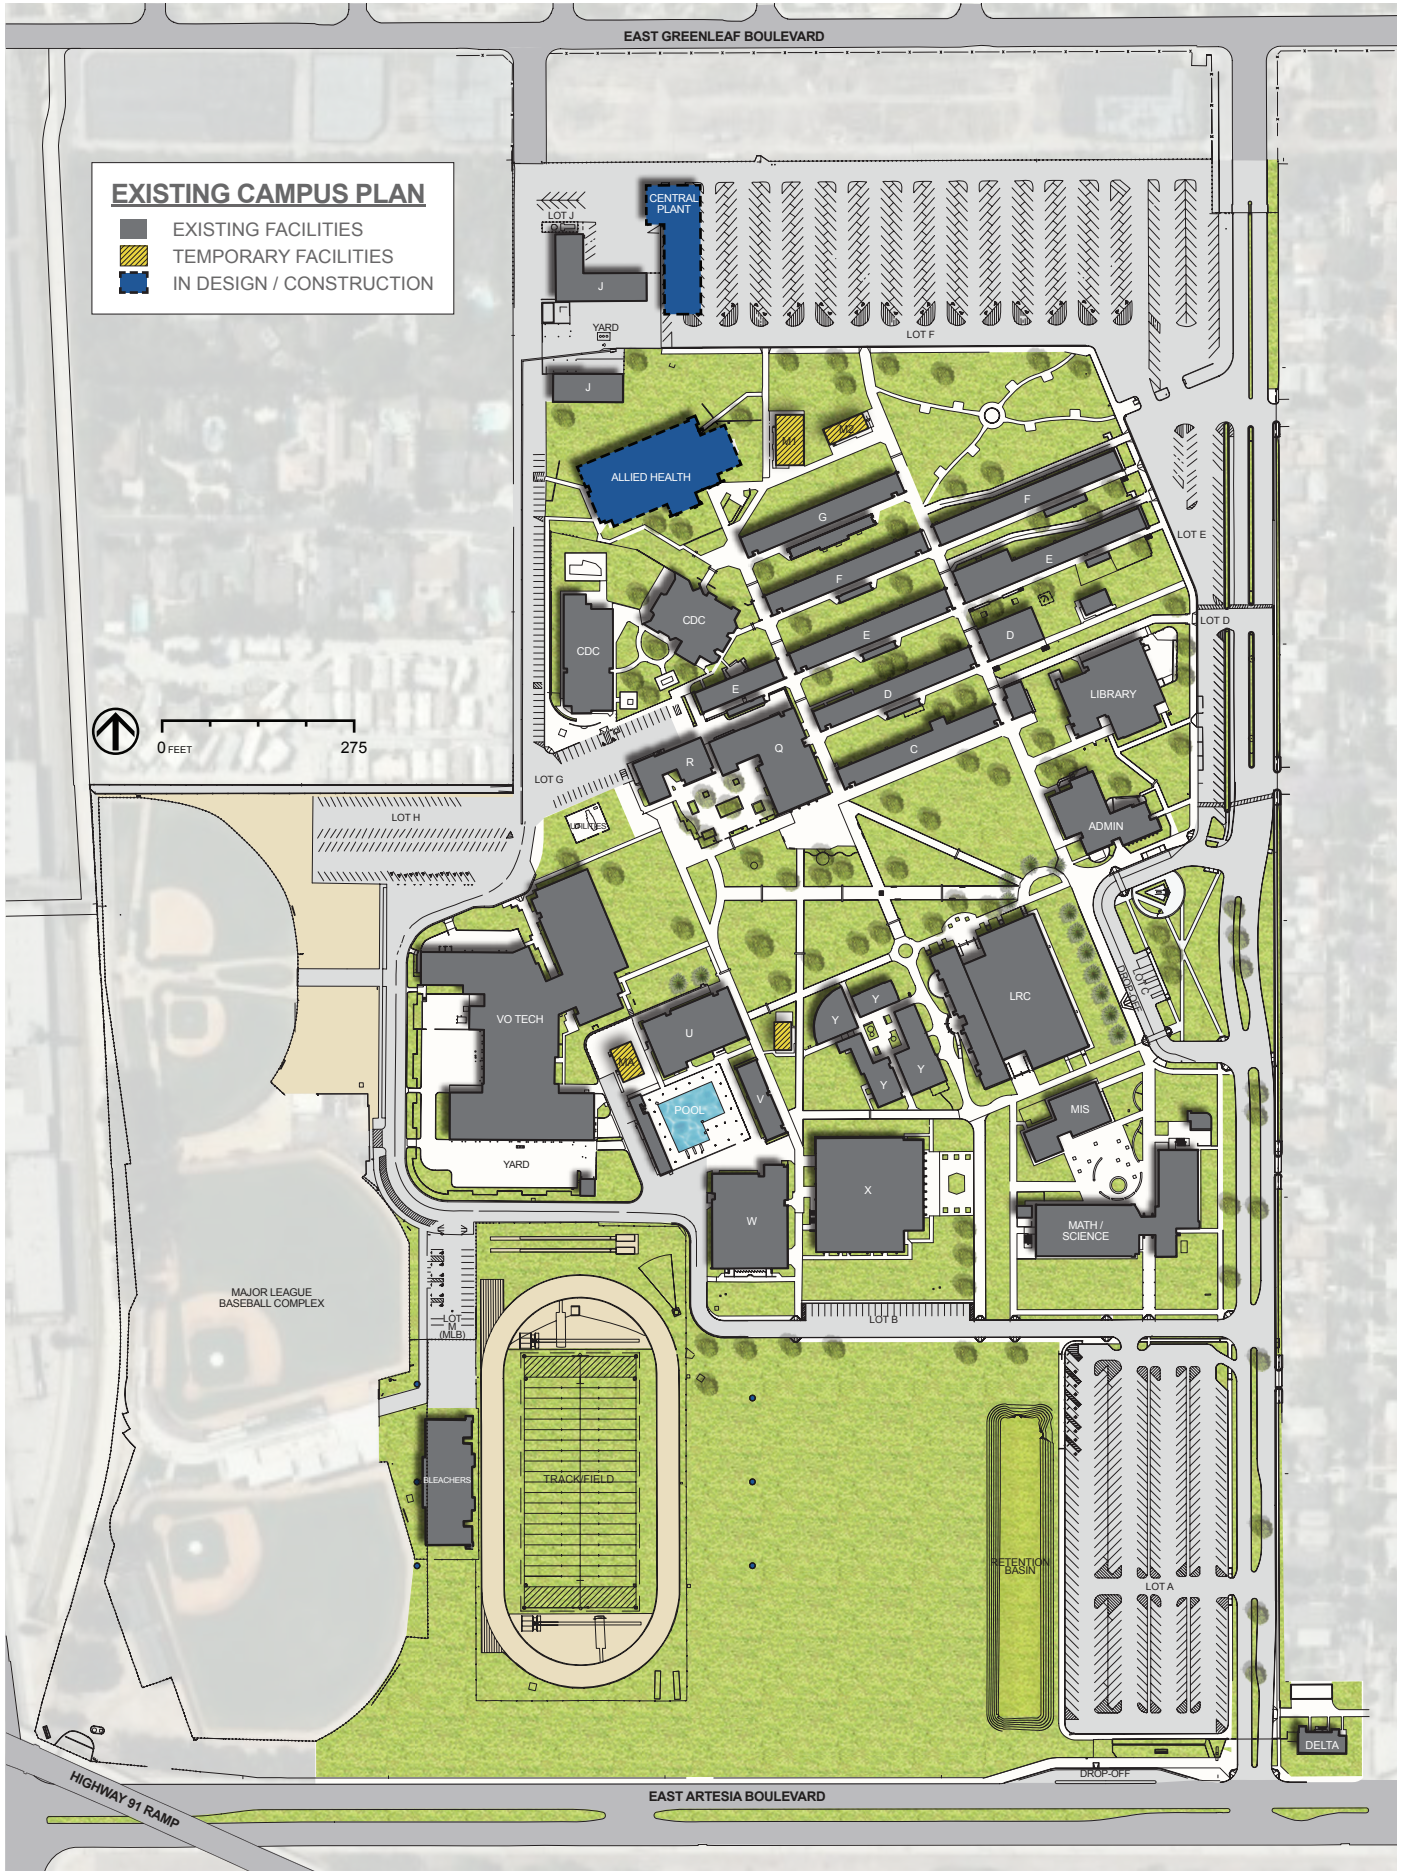 EAST GREENLEAF BOULEVARD
EXISTING CAMPUS PLAN
EXISTING FACILITIES
TEMPORARY FACILITIES
IN DESIGN / CONSTRUCTION
CENTRAL
PLANT
LOT J
J
YARD
LOT F
J
M1
M2
ALLIED HEALTH
G
F
F
E
LOT E
CDC
CDC
E
D
LOT D
E
D
LIBRARY
0 FEET
275
R
Q
C
LOT G
LOT H
UTILITIES
ADMIN
VO TECH
U
Y
Y
LRC
DROP-OFF
LOT C
POOL
V
Y
Y
MIS
YARD
W
X
MATH /
SCIENCE
MAJOR LEAGUE
BASEBALL COMPLEX
LOT
M
(MLB)
LOT B
BLEACHERS
TRACK/FIELD
RETENTION
BASIN
LOT A
DELTA
DROP-OFF
HIGHWAY 91 RAMP
EAST ARTESIA BOULEVARD